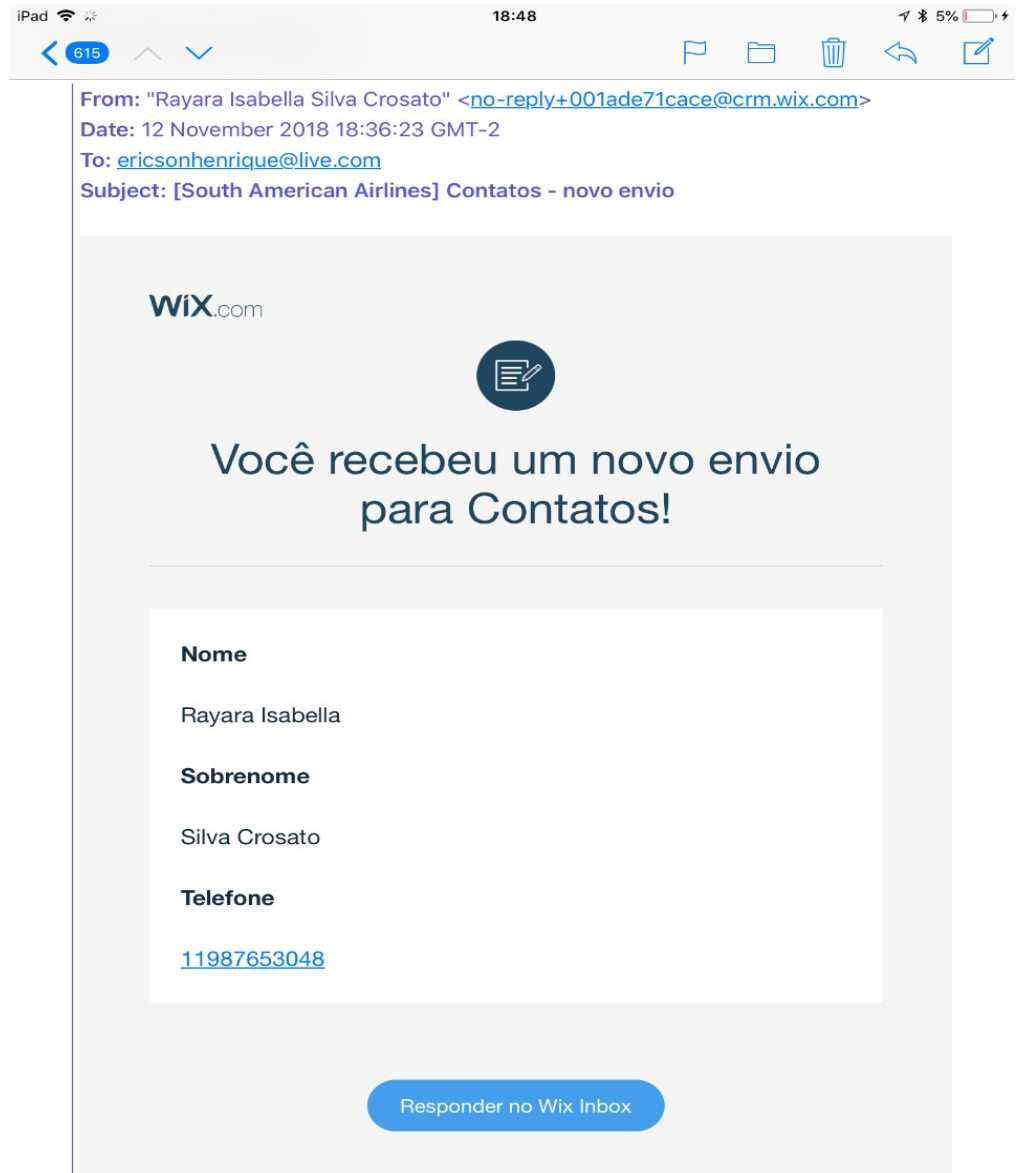 iPad 18:48 5%
615
From: "Rayara Isabella Silva Crosato" <no-reply+001ade71cace@crm.wix.com>
Date: 12 November 2018 18:36:23 GMT-2
To: ericsonhenrique@live.com
Subject: [South American Airlines] Contatos - novo envio
WiX.com
Você recebeu um novo envio
para Contatos!
Nome
Rayara Isabella
Sobrenome
Silva Crosato
Telefone
11987653048
Responder no Wix Inbox